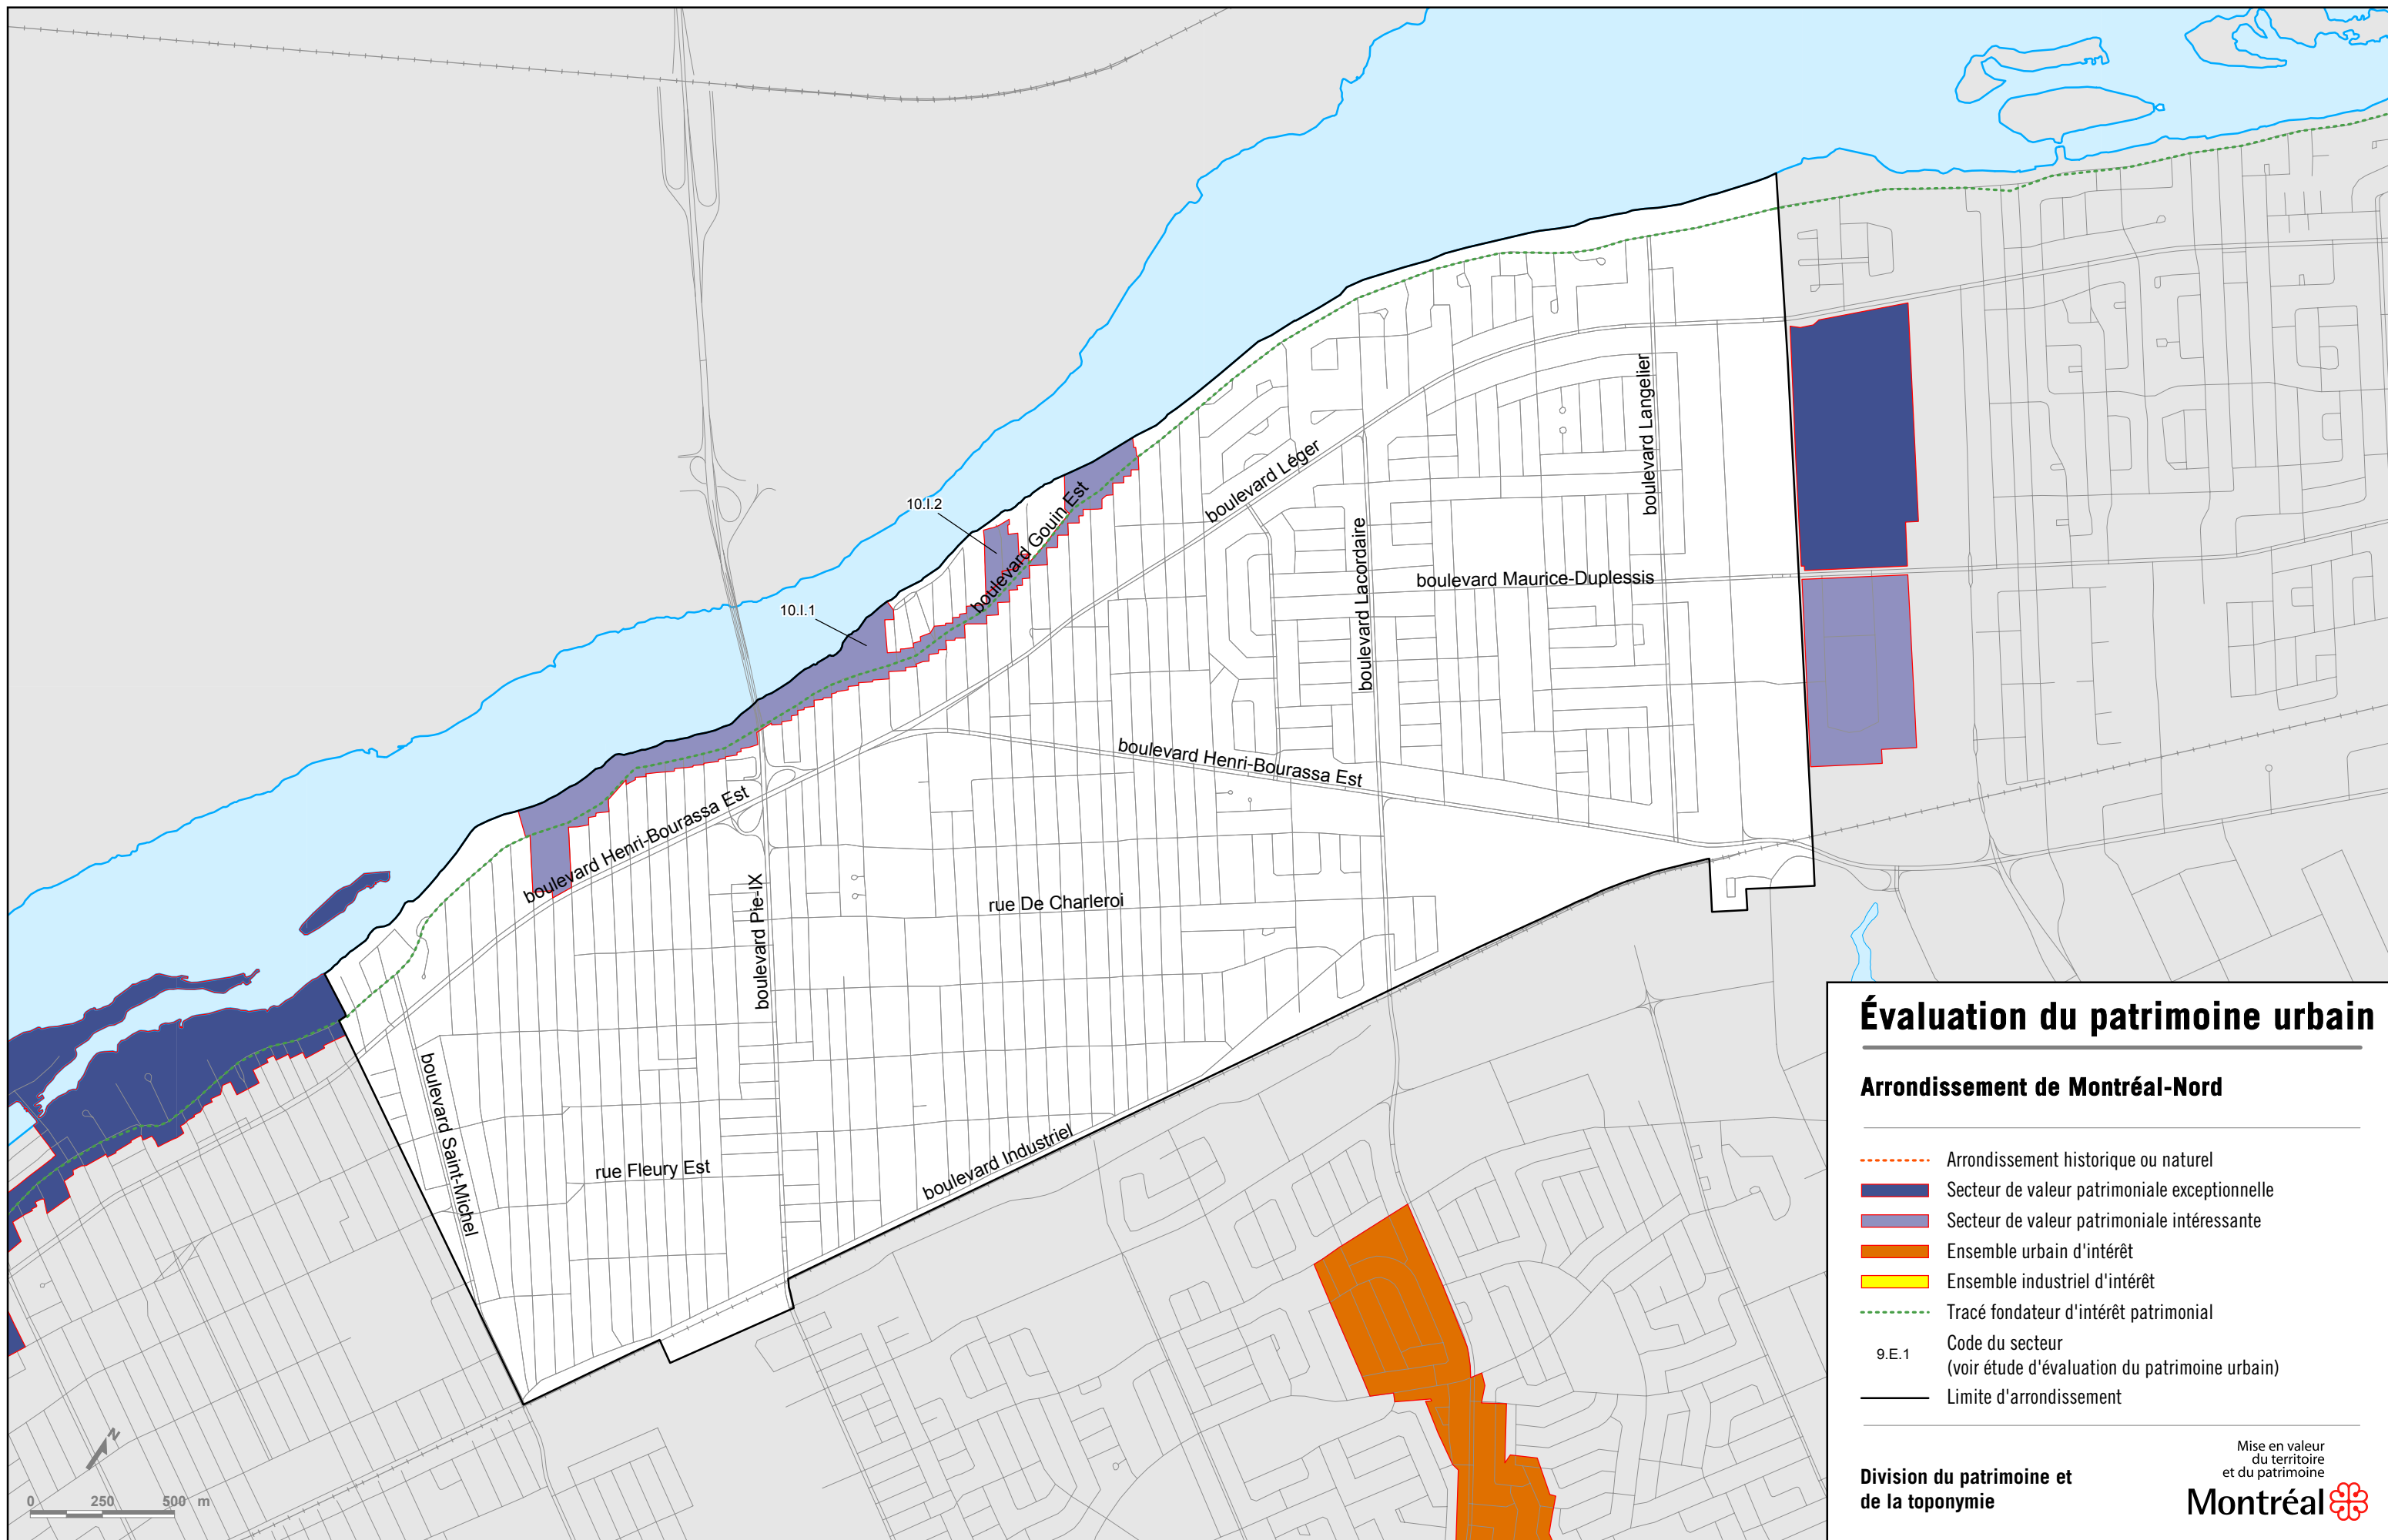 10.I.2
10.I.1
boulevard Gouin Est
boulevard Léger
boulevard Langelier
boulevard Lacordaire
boulevard Maurice-Duplessis
boulevard Henri-Bourassa Est
boulevard Henri-Bourassa Est
boulevard Pie-IX
rue De Charleroi
boulevard Saint-Michel
rue Fleury Est
boulevard Industriel
N
0 250 500 m
Évaluation du patrimoine urbain
Arrondissement de Montréal-Nord
Arrondissement historique ou naturel
Secteur de valeur patrimoniale exceptionnelle
Secteur de valeur patrimoniale intéressante
Ensemble urbain d'intérêt
Ensemble industriel d'intérêt
Tracé fondateur d'intérêt patrimonial
9.E.1 Code du secteur
(voir étude d'évaluation du patrimoine urbain)
Limite d'arrondissement
Division du patrimoine et
de la toponymie
Mise en valeur
du territoire
et du patrimoine
Montréal